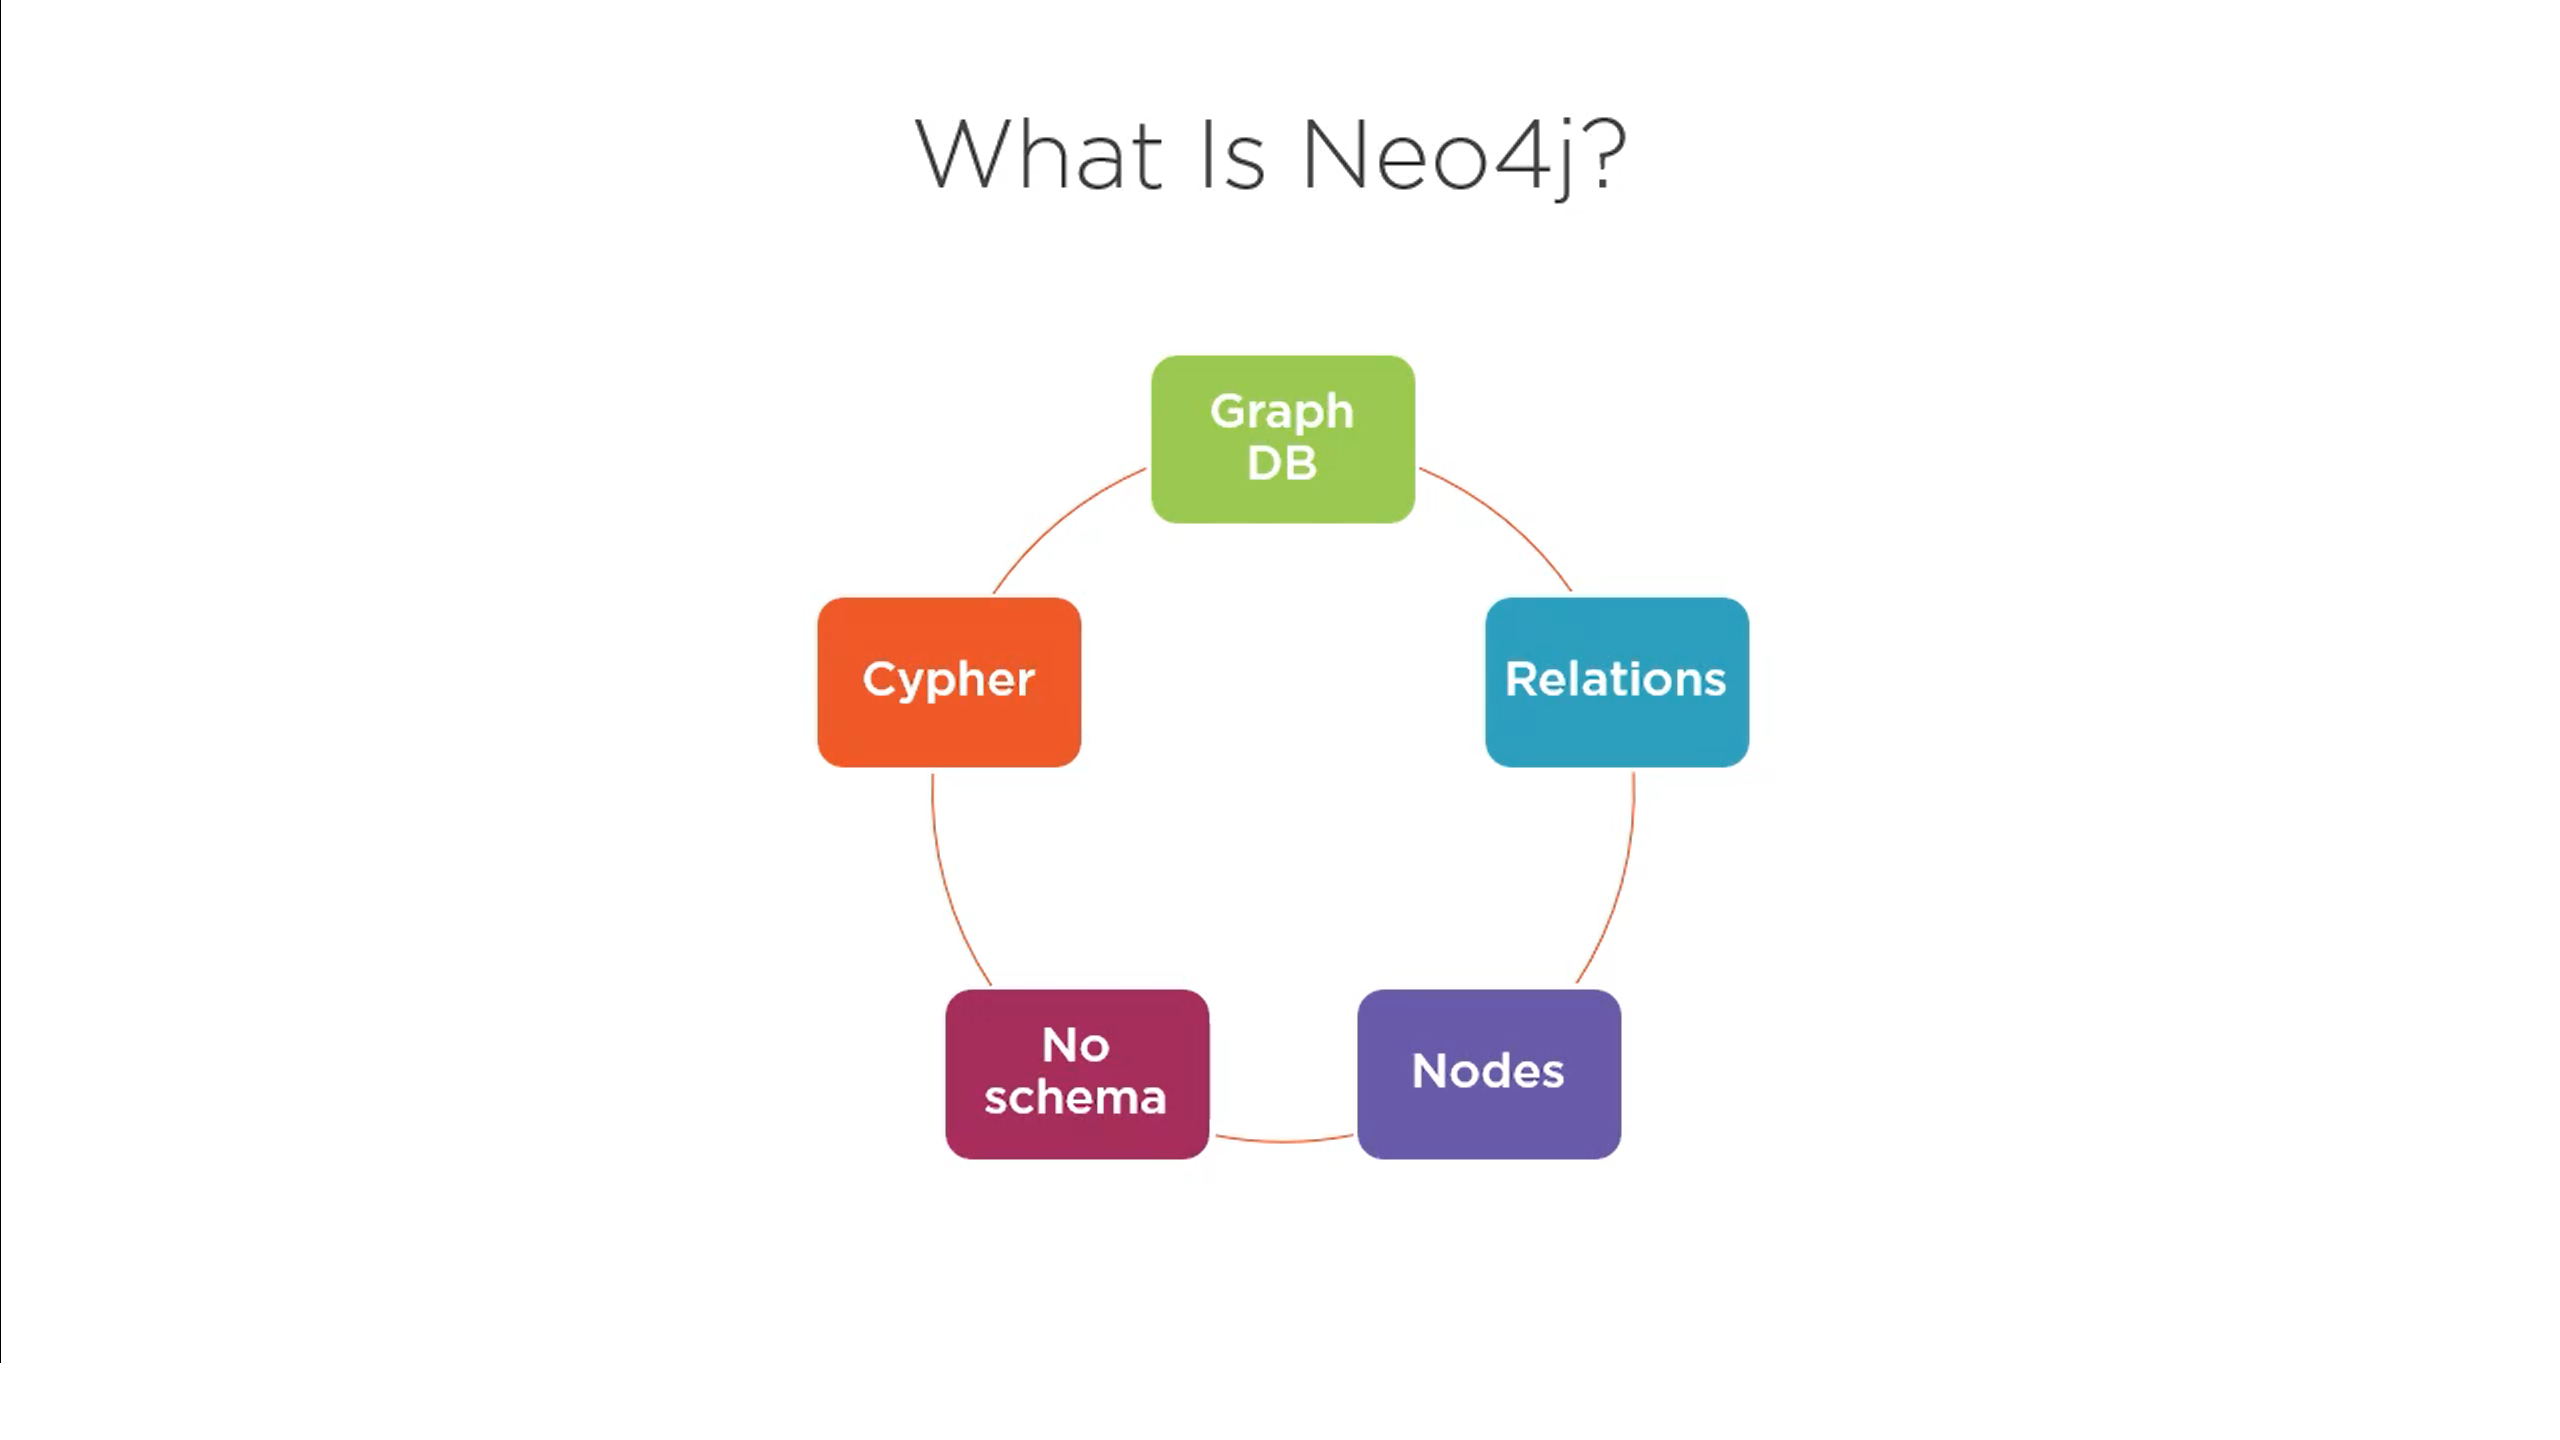 What Is Neo4j?
Graph
DB
Cypher
Relations
No
schema
Nodes